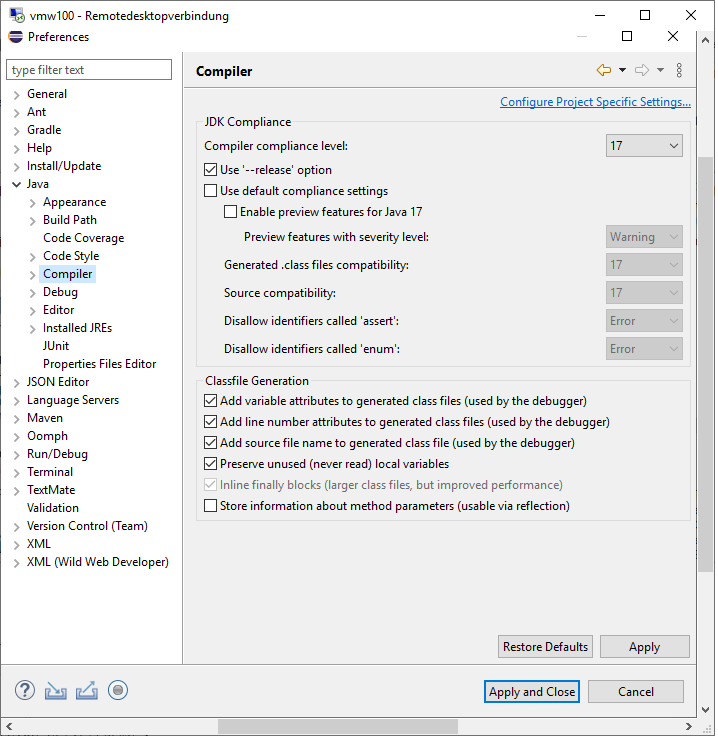 vmw100 - Remotedesktopverbindung
Preferences
type filter text
General
Ant
Gradle
Help
Install/Update
Java
Appearance
Build Path
Code Coverage
Code Style
Compiler
Debug
Editor
Installed JREs
JUnit
Properties Files Editor
JSON Editor
Language Servers
Maven
Oomph
Run/Debug
Terminal
TextMate
Validation
Version Control (Team)
XML
XML (Wild Web Developer)
Compiler
Configure Project Specific Settings...
JDK Compliance
Compiler compliance level: 17
Use '--release' option
Use default compliance settings
Enable preview features for Java 17
Preview features with severity level: Warning
Generated .class files compatibility: 17
Source compatibility: 17
Disallow identifiers called 'assert': Error
Disallow identifiers called 'enum': Error
Classfile Generation
Add variable attributes to generated class files (used by the debugger)
Add line number attributes to generated class files (used by the debugger)
Add source file name to generated class file (used by the debugger)
Preserve unused (never read) local variables
Inline finally blocks (larger class files, but improved performance)
Store information about method parameters (usable via reflection)
Restore Defaults Apply
? Apply and Close Cancel